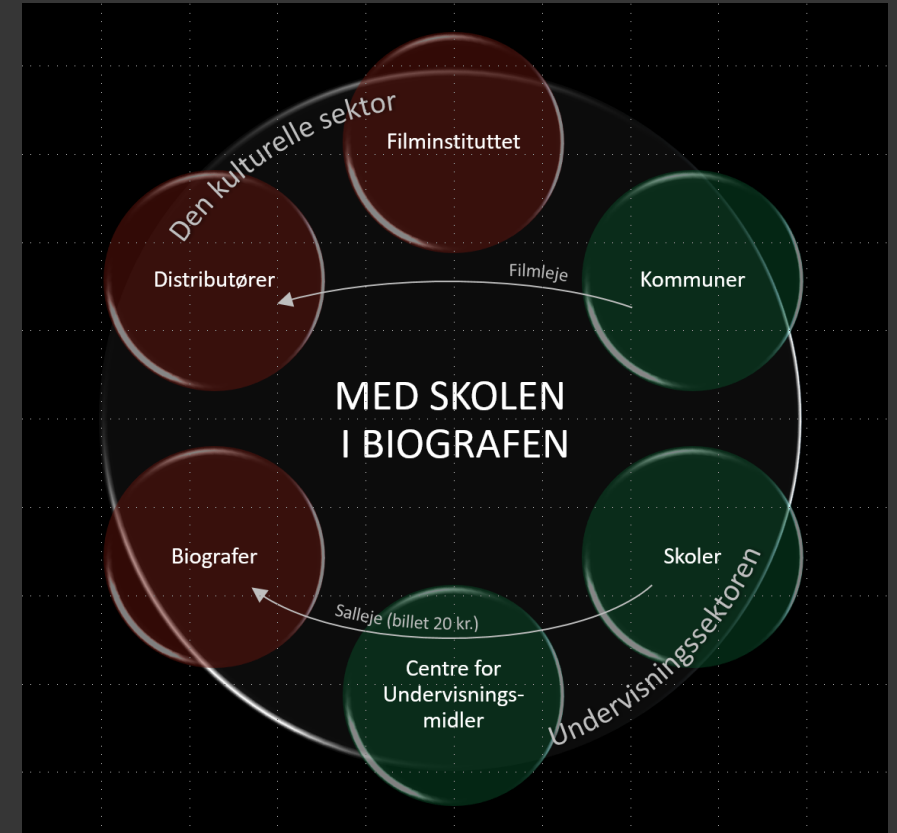 Den kulturelle sektor
Filminstituttet
Distributører
Filmleje
Kommuner
MED SKOLEN
I BIOGRAFEN
Biografer
Skoler
Salleje (billet 20 kr.)
Centre for
Undervisnings-
midler
Undervisningssektoren